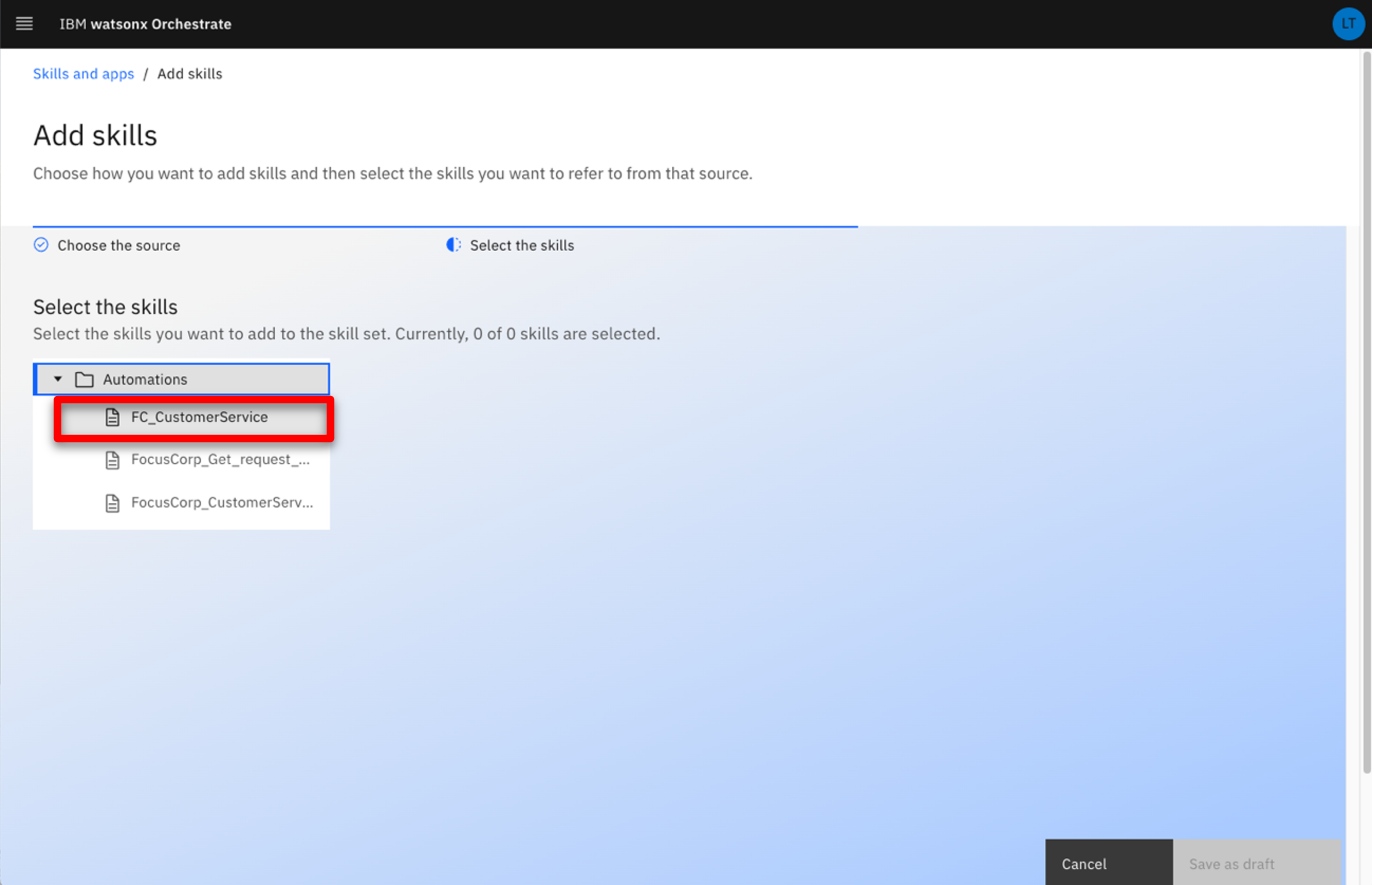 IBM watsonx Orchestrate
LT
Skills and apps / Add skills
Add skills
Choose how you want to add skills and then select the skills you want to refer to from that source.
Choose the source
Select the skills
Select the skills
Select the skills you want to add to the skill set. Currently, 0 of 0 skills are selected.
Automations
FC_CustomerService
FocusCorp_Get_request_...
FocusCorp_CustomerServ...
Cancel
Save as draft